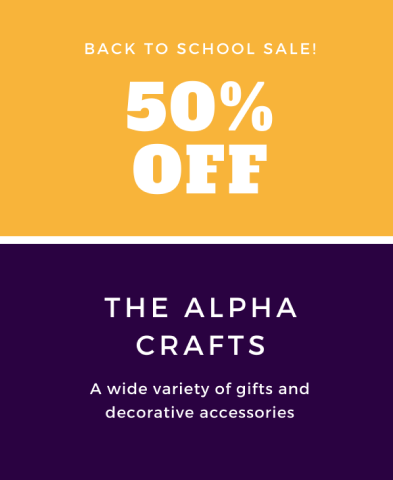 BACK TO SCHOOL SALE!
50%
OFF
THE ALPHA
CRAFTS
A wide variety of gifts and
decorative accessories